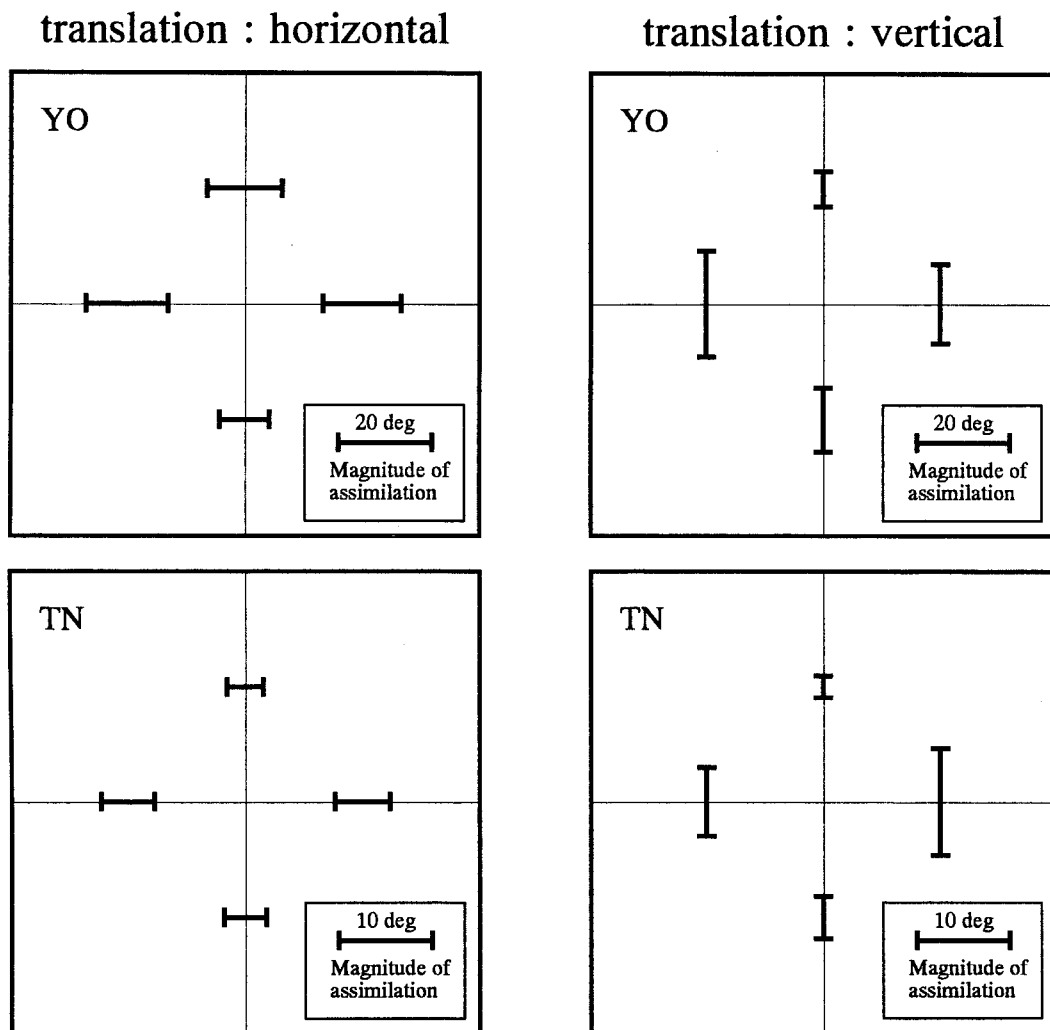 translation : horizontal
translation : vertical
YO
20 deg
Magnitude of
assimilation
YO
20 deg
Magnitude of
assimilation
TN
10 deg
Magnitude of
assimilation
TN
10 deg
Magnitude of
assimilation